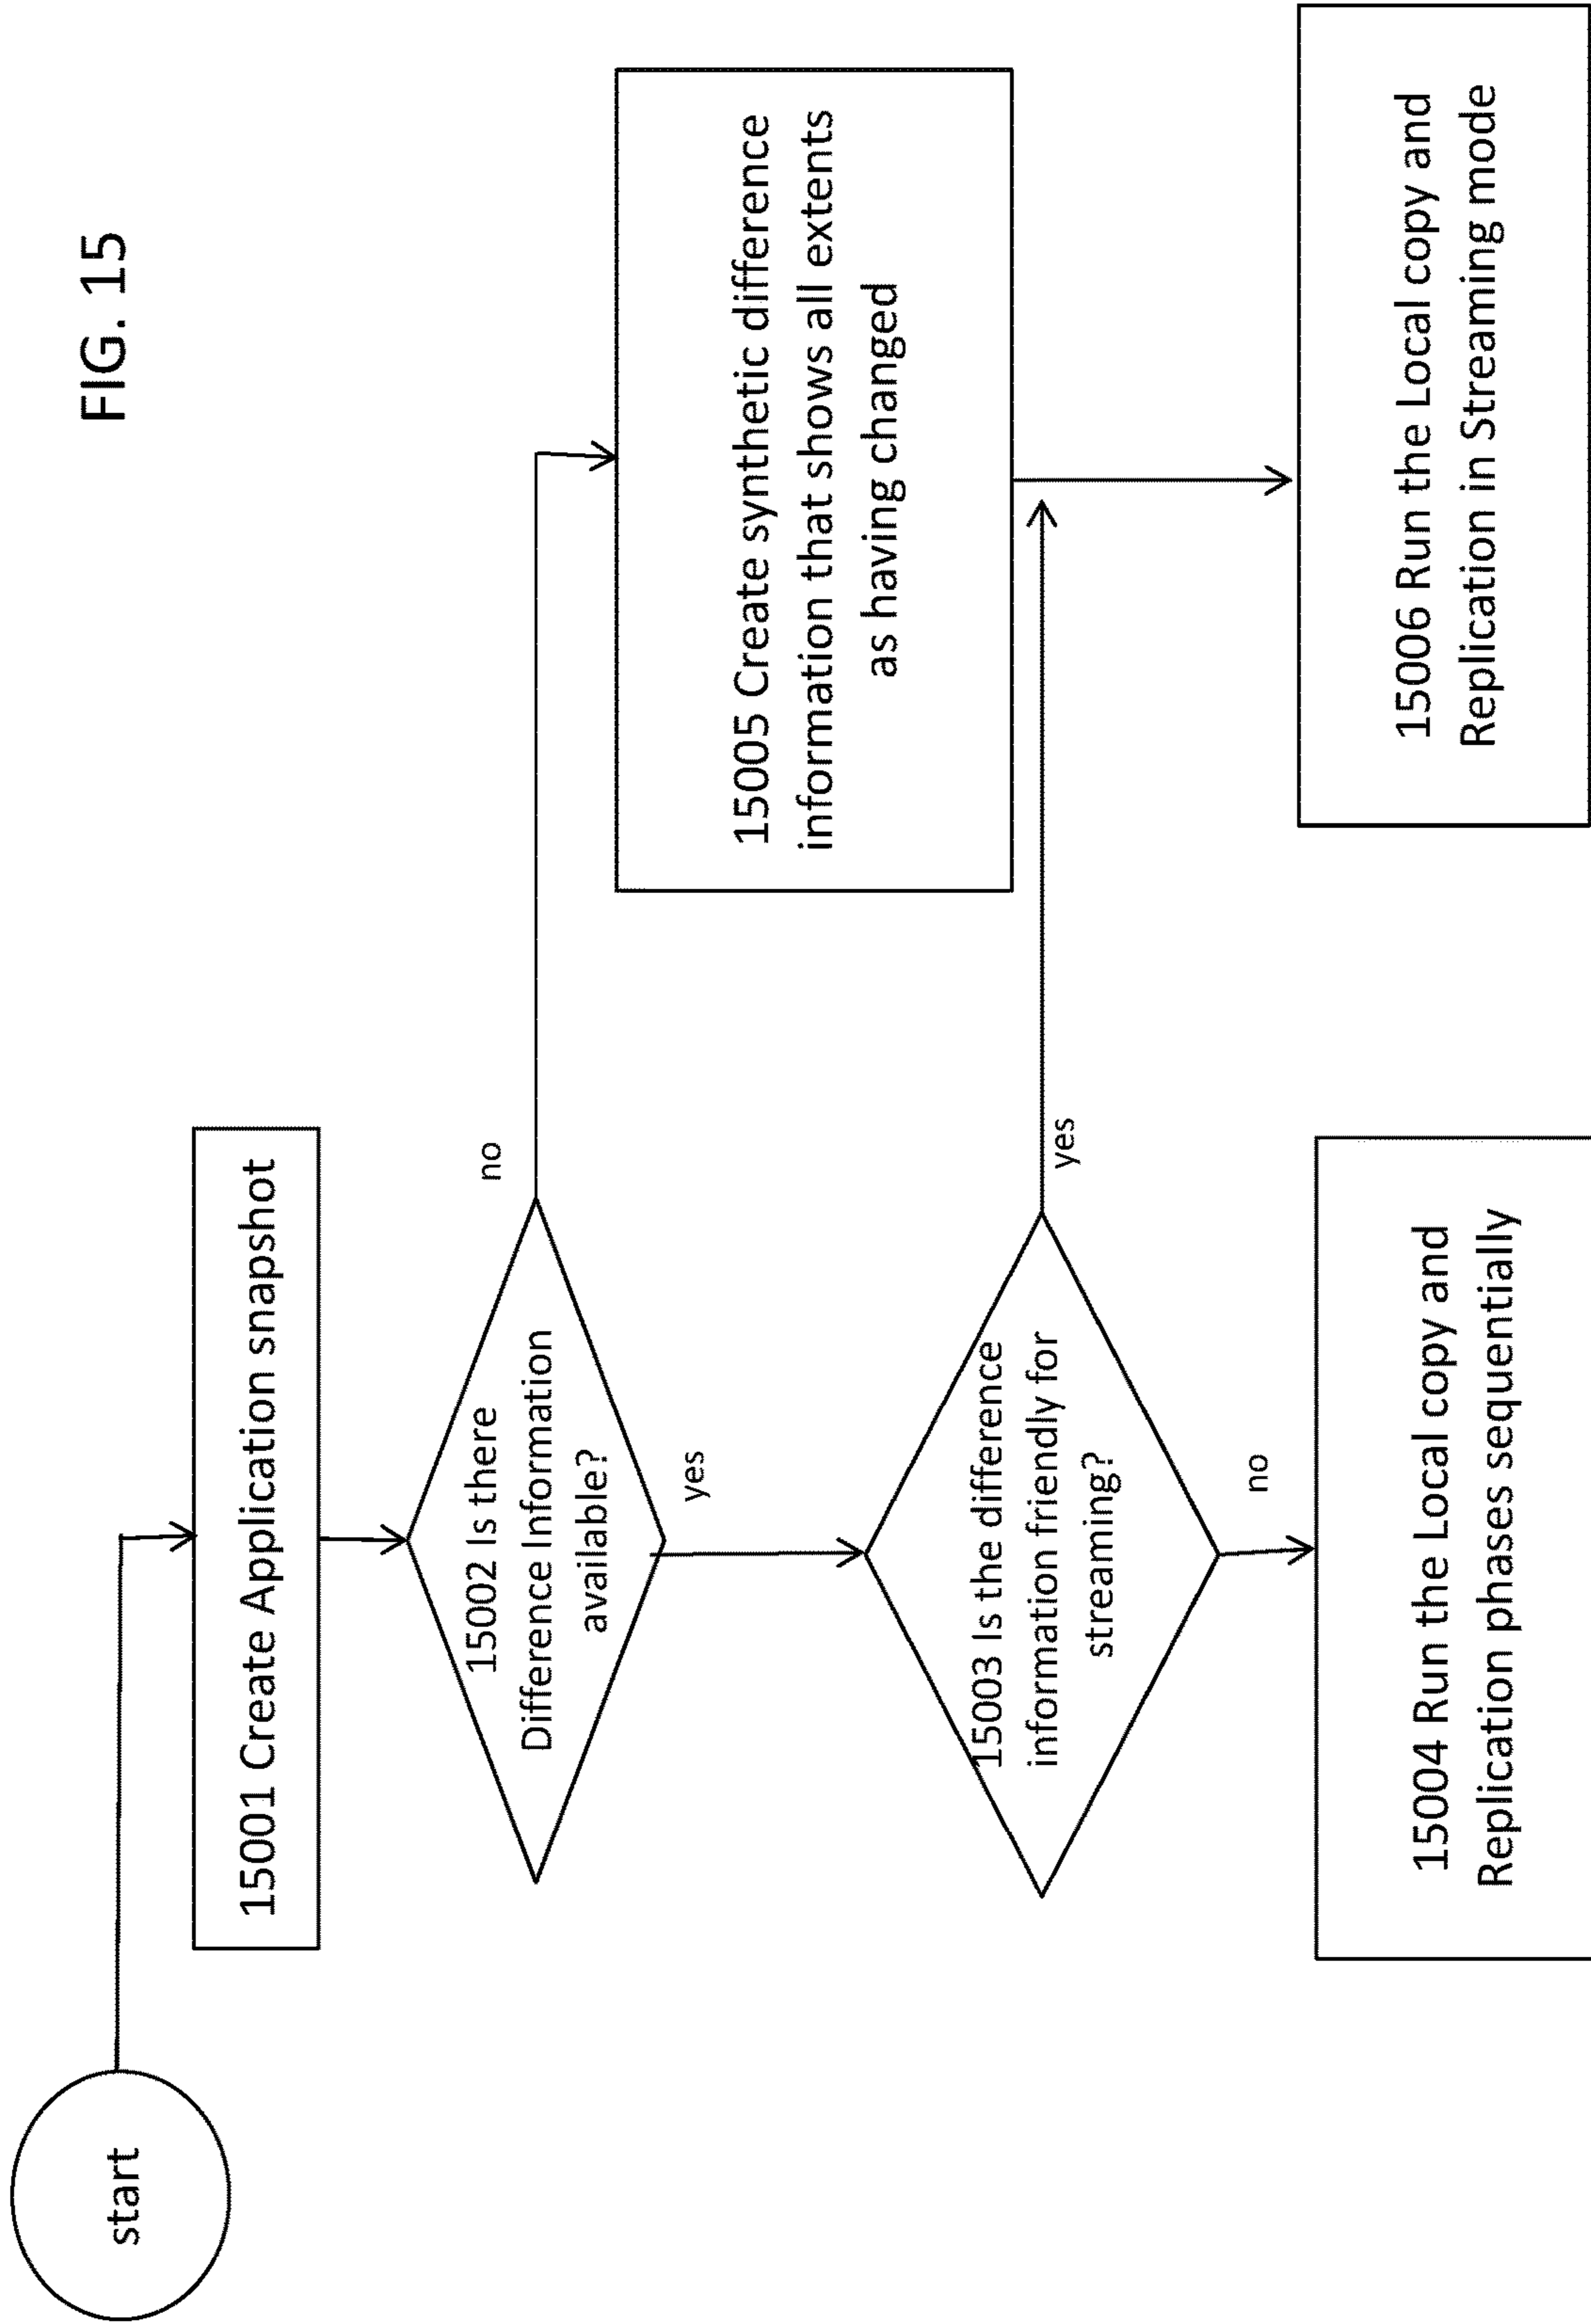 FIG. 15
start
15001 Create Application snapshot
15002 Is there
Difference Information
available?
no
yes
15005 Create synthetic difference
information that shows all extents
as having changed
15003 Is the difference
information friendly for
streaming?
yes
no
15004 Run the Local copy and
Replication phases sequentially
15006 Run the Local copy and
Replication in Streaming mode